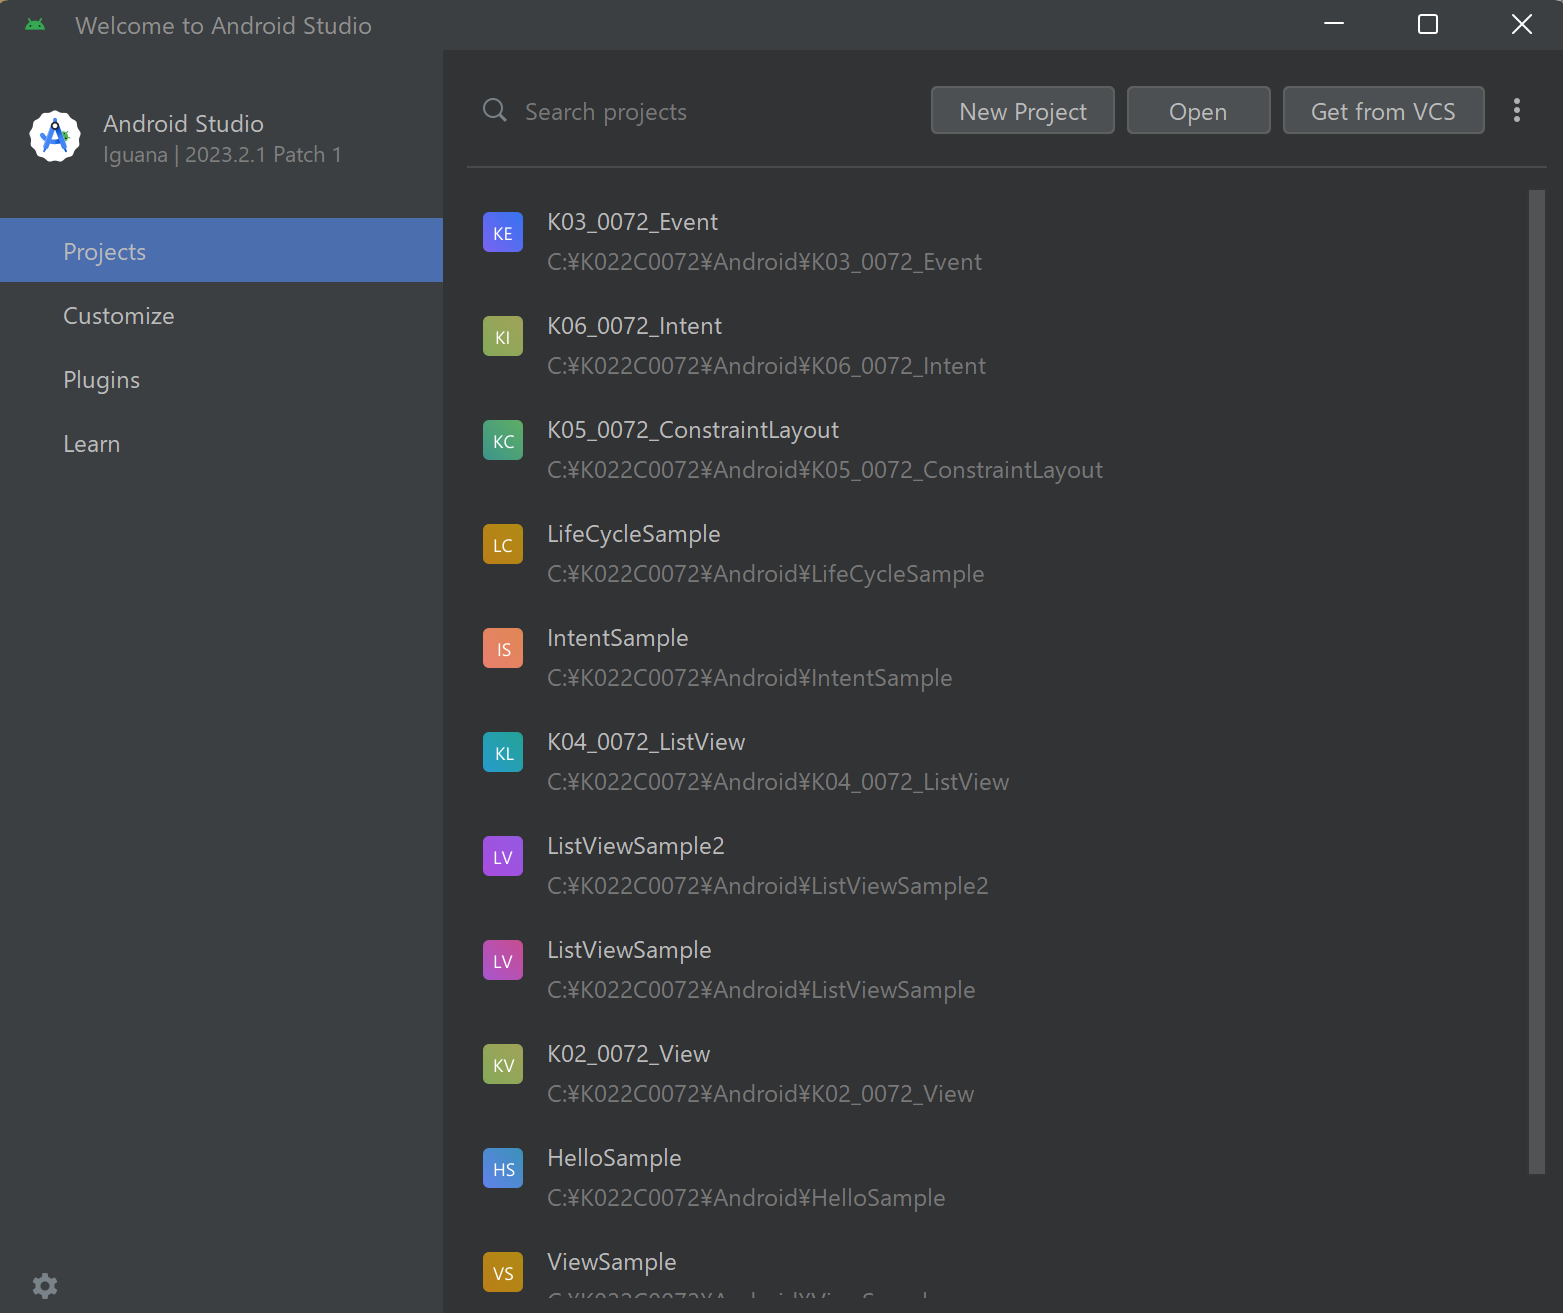 Welcome to Android Studio
Android Studio
Iguana | 2023.2.1 Patch 1
Projects
Customize
Plugins
Learn
Search projects
New Project
Open
Get from VCS
KE
K03_0072_Event
C:¥K022C0072¥Android¥K03_0072_Event
KI
K06_0072_Intent
C:¥K022C0072¥Android¥K06_0072_Intent
KC
K05_0072_ConstraintLayout
C:¥K022C0072¥Android¥K05_0072_ConstraintLayout
LC
LifeCycleSample
C:¥K022C0072¥Android¥LifeCycleSample
IS
IntentSample
C:¥K022C0072¥Android¥IntentSample
KL
K04_0072_ListView
C:¥K022C0072¥Android¥K04_0072_ListView
LV
ListViewSample2
C:¥K022C0072¥Android¥ListViewSample2
LV
ListViewSample
C:¥K022C0072¥Android¥ListViewSample
KV
K02_0072_View
C:¥K022C0072¥Android¥K02_0072_View
HS
HelloSample
C:¥K022C0072¥Android¥HelloSample
VS
ViewSample